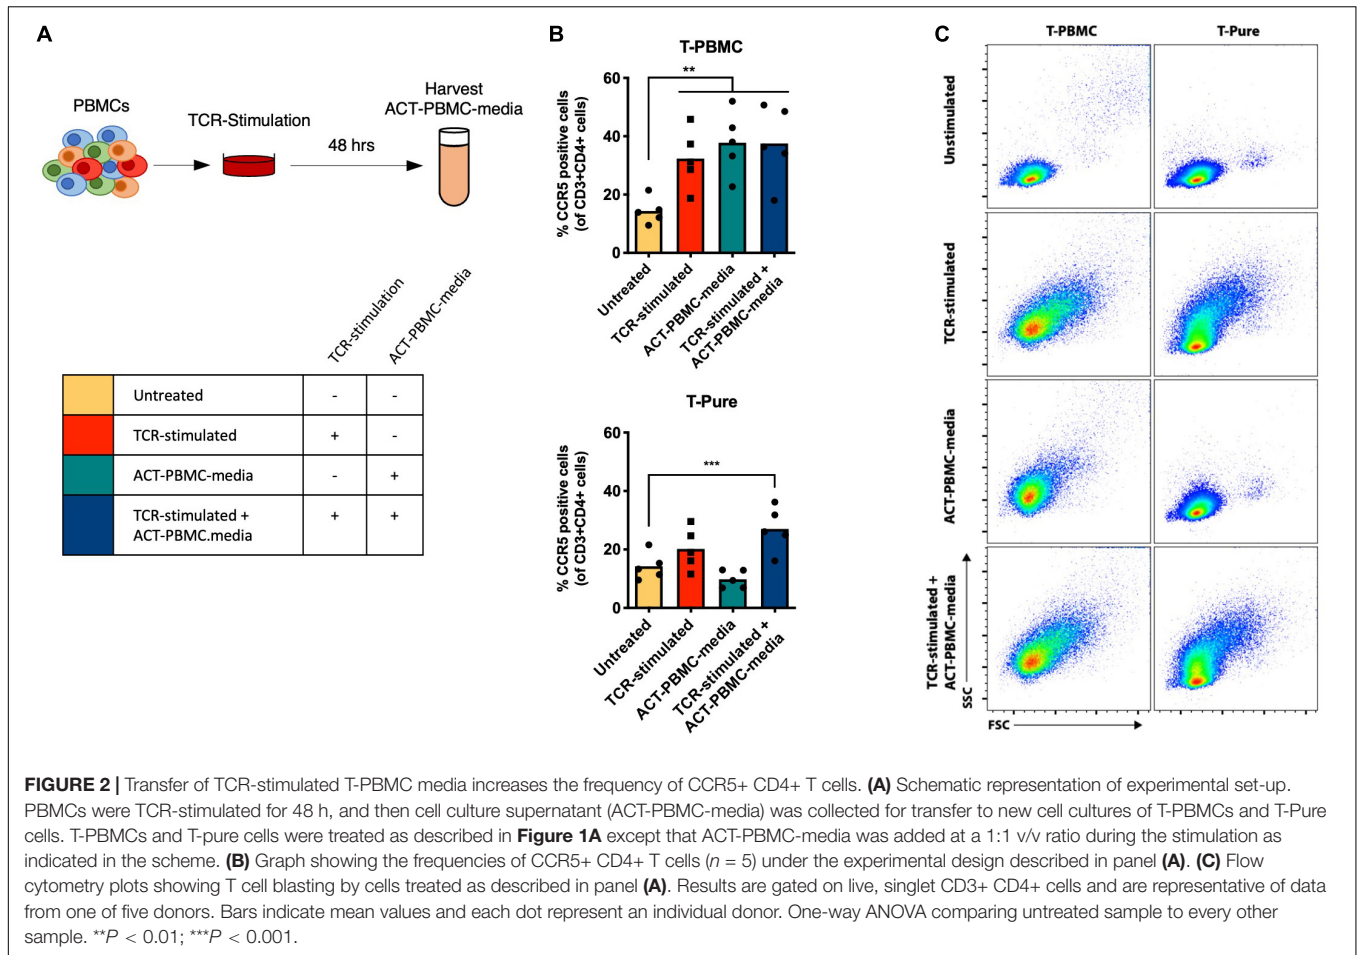 A
PBMCs
TCR-Stimulation
48 hrs
Harvest
ACT-PBMC-media
TCR-stimulation
ACT-PBMC-media
Untreated - -
TCR-stimulated + -
ACT-PBMC-media - +
TCR-stimulated + + +
ACT-PBMC.media
B
T-PBMC
**
% CCR5 positive cells
(of CD3+CD4+ cells)
60
40
20
0
Untreated
TCR-stimulated
ACT-PBMC-media
TCR-stimulated +
ACT-PBMC-media
T-Pure
***
% CCR5 positive cells
(of CD3+CD4+ cells)
60
40
20
0
Untreated
TCR-stimulated
ACT-PBMC-media
TCR-stimulated +
ACT-PBMC-media
C
T-PBMC T-Pure
Unstimulated
TCR-stimulated
ACT-PBMC-media
TCR-stimulated +
ACT-PBMC-media
SSC
FSC
FIGURE 2 | Transfer of TCR-stimulated T-PBMC media increases the frequency of CCR5+ CD4+ T cells. (A) Schematic representation of experimental set-up.
PBMCs were TCR-stimulated for 48 h, and then cell culture supernatant (ACT-PBMC-media) was collected for transfer to new cell cultures of T-PBMCs and T-Pure
cells. T-PBMCs and T-pure cells were treated as described in Figure 1A except that ACT-PBMC-media was added at a 1:1 v/v ratio during the stimulation as
indicated in the scheme. (B) Graph showing the frequencies of CCR5+ CD4+ T cells (n = 5) under the experimental design described in panel (A). (C) Flow
cytometry plots showing T cell blasting by cells treated as described in panel (A). Results are gated on live, singlet CD3+ CD4+ cells and are representative of data
from one of five donors. Bars indicate mean values and each dot represent an individual donor. One-way ANOVA comparing untreated sample to every other
sample. **P < 0.01; ***P < 0.001.